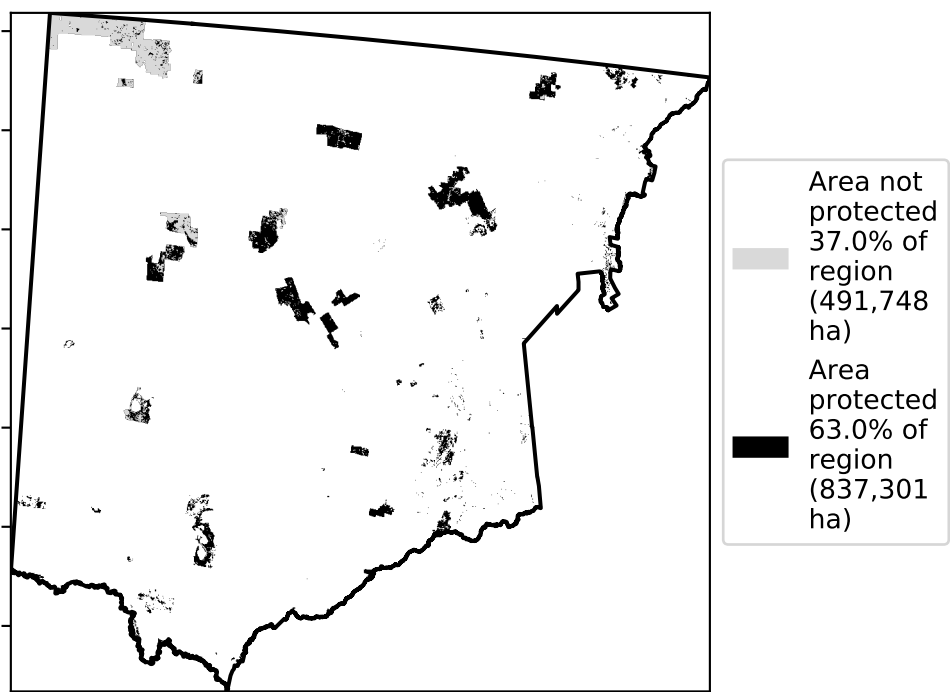 Area not
protected
37.0% of
region
(491,748
ha)
Area
protected
63.0% of
region
(837,301
ha)